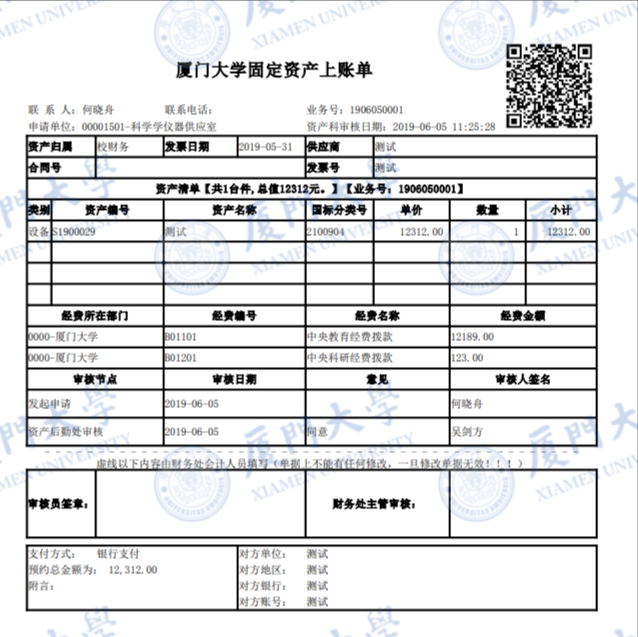 厦门大学固定资产上账单
联 系 人: 何晓舟 联系电话: 业务号: 1906050001
申请单位: 00001501-科学学仪器供应室 资产科审核日期: 2019-06-05 11:25:28
资产归属 校财务 发票日期 2019-05-31 供应商 测试
合同号 发票号 测试
资产清单【共1台件,总值12312元。】【业务号: 1906050001】
类别 资产编号 资产名称 国标分类号 单价 数量 小计
设备 S1900029 测试 2100904 12312.00 1 12312.00
经费所在部门 经费编号 经费名称 经费金额
0000-厦门大学 B01101 中央教育经费拨款 12189.00
0000-厦门大学 B01201 中央科研经费拨款 123.00
审核节点 审核日期 意见 审核人签名
发起申请 2019-06-05 何晓舟
资产后勤处审核 2019-06-05 同意 吴剑方
虚线以下内容由财务处会计人员填写(单据上不能有任何修改，一旦修改单据无效!!!)
审核员签章: 财务处主管审核:
支付方式: 银行支付 对方单位: 测试
预约总金额为: 12,312.00 对方地区: 测试
附言: 对方银行: 测试
对方账号: 测试
厦門大學
XIAMEN UNIVERSITY